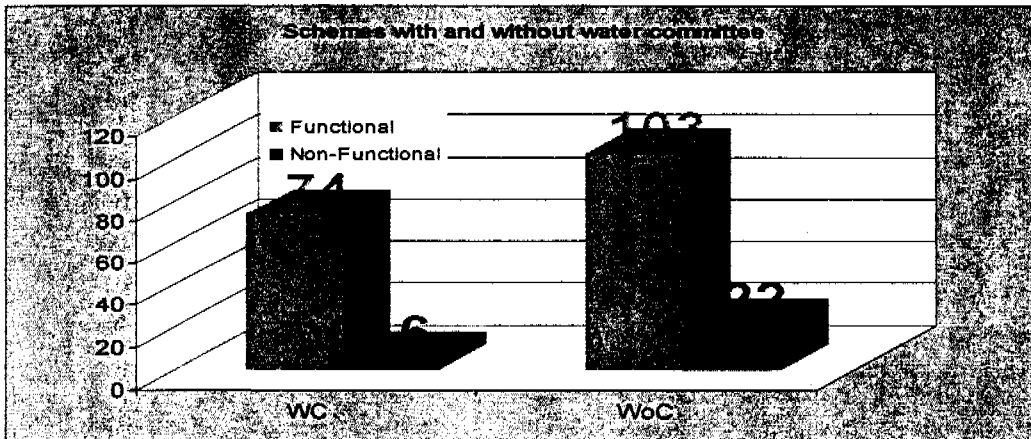 Schemes with and without water committee
120
100
80
60
40
20
0
Functional
Non-Functional
74
6
103
WC
WoC